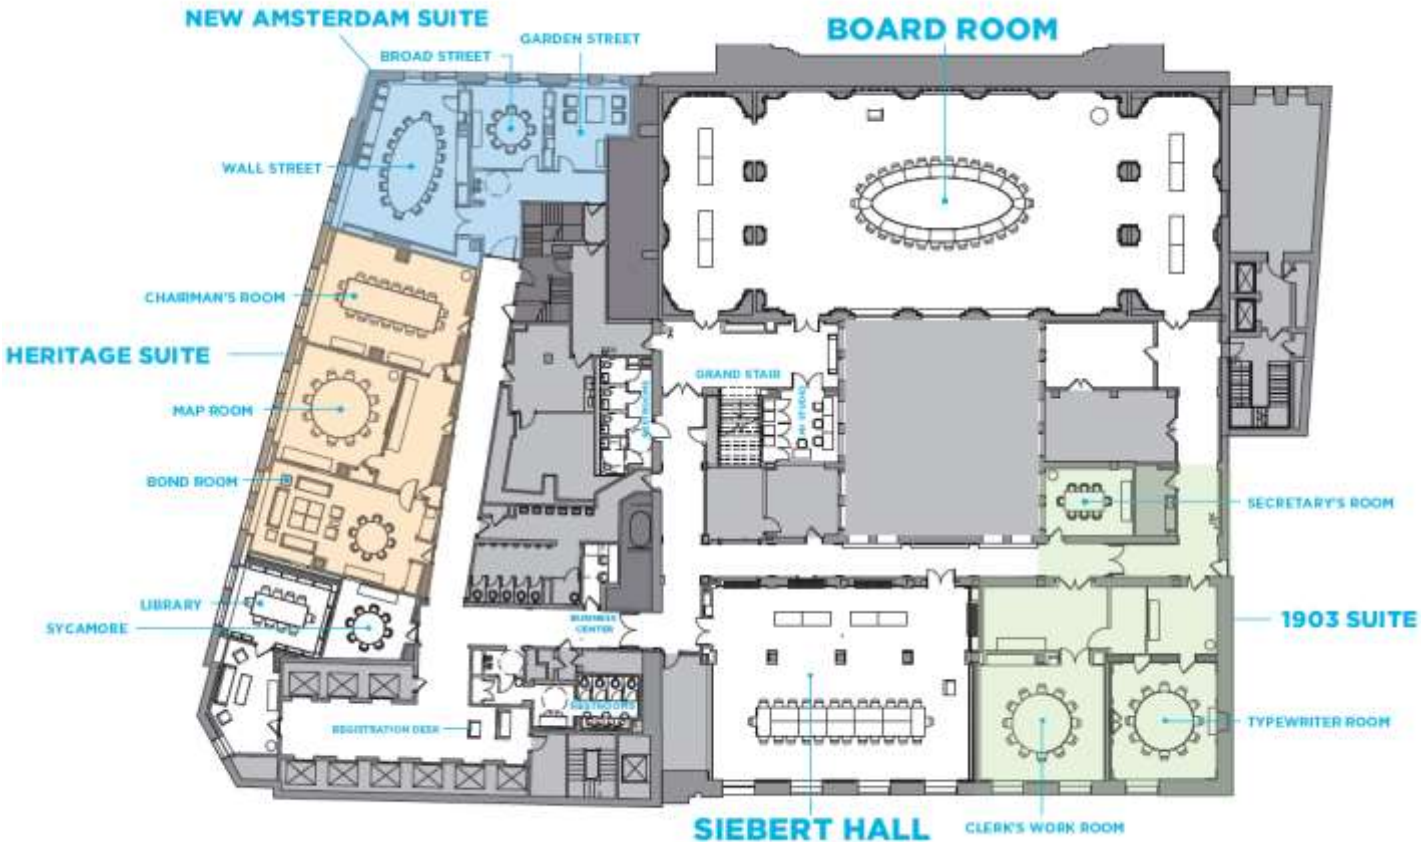 NEW AMSTERDAM SUITE
BROAD STREET
GARDEN STREET
BOARD ROOM
WALL STREET
CHAIRMAN'S ROOM
HERITAGE SUITE
MAP ROOM
BOND ROOM
LIBRARY
SYCAMORE
GRAND STAIR
RESTROOMS
BUSINESS
CENTER
RESTROOMS
REGISTRATION DESK
SECRETARY'S ROOM
1903 SUITE
TYPEWRITER ROOM
CLERK'S WORK ROOM
SIEBERT HALL